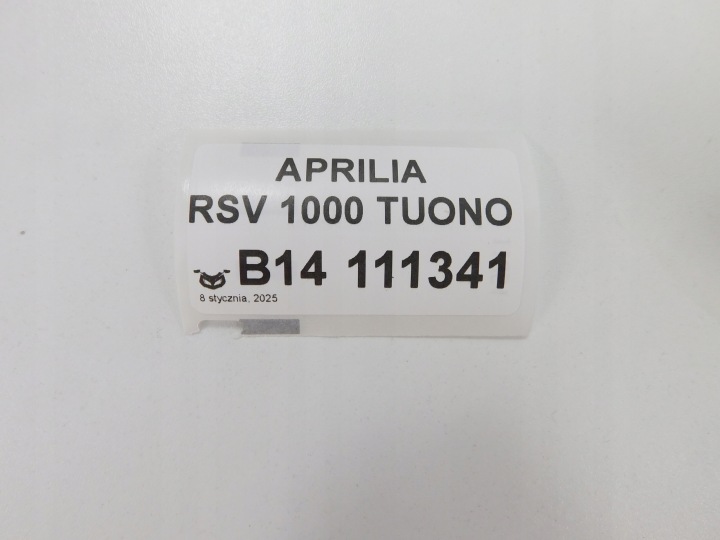 APRILIA
RSV 1000 TUONO
B14 111341
8 stycznia, 2025